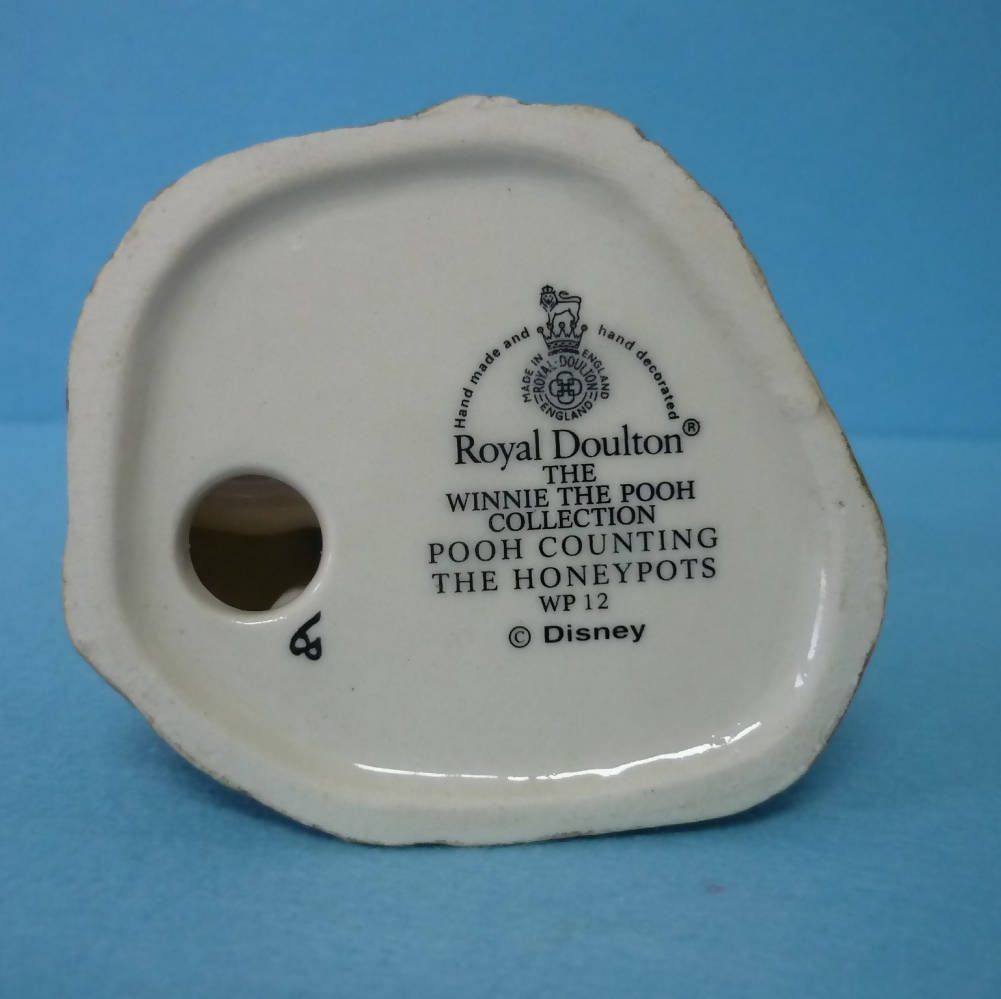 Hand made and hand decorated
MADE IN ENGLAND
ROYAL-DOULTON
ENGLAND
Royal Doulton®
THE
WINNIE THE POOH
COLLECTION
POOH COUNTING
THE HONEYPOTS
WP 12
© Disney